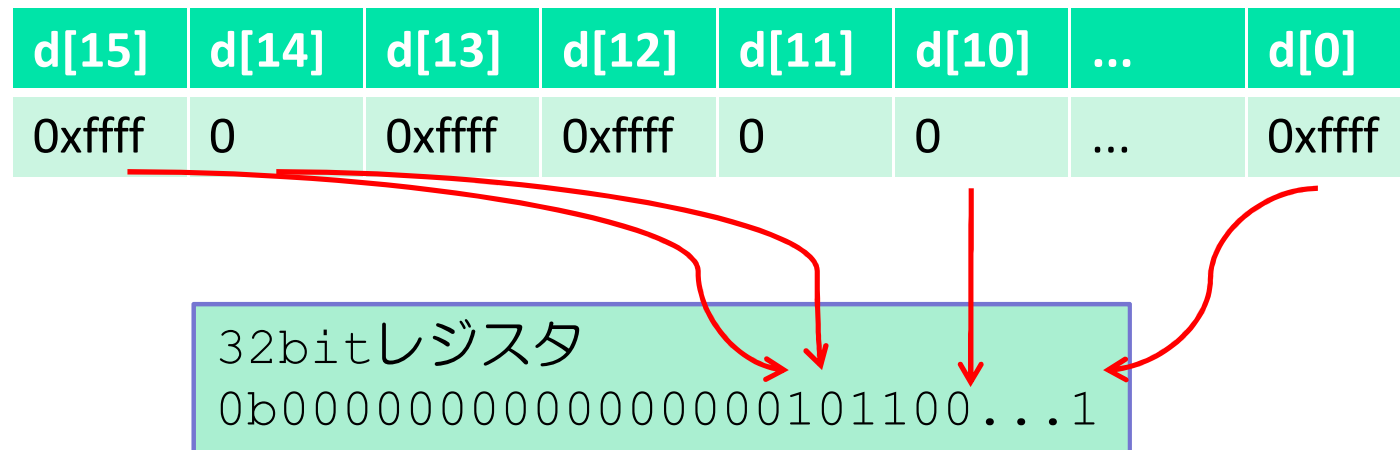 d[15] d[14] d[13] d[12] d[11] d[10] ... d[0]
0xffff 0 0xffff 0xffff 0 0 ... 0xffff
32bitレジスタ
0b0000000000000000101100...1